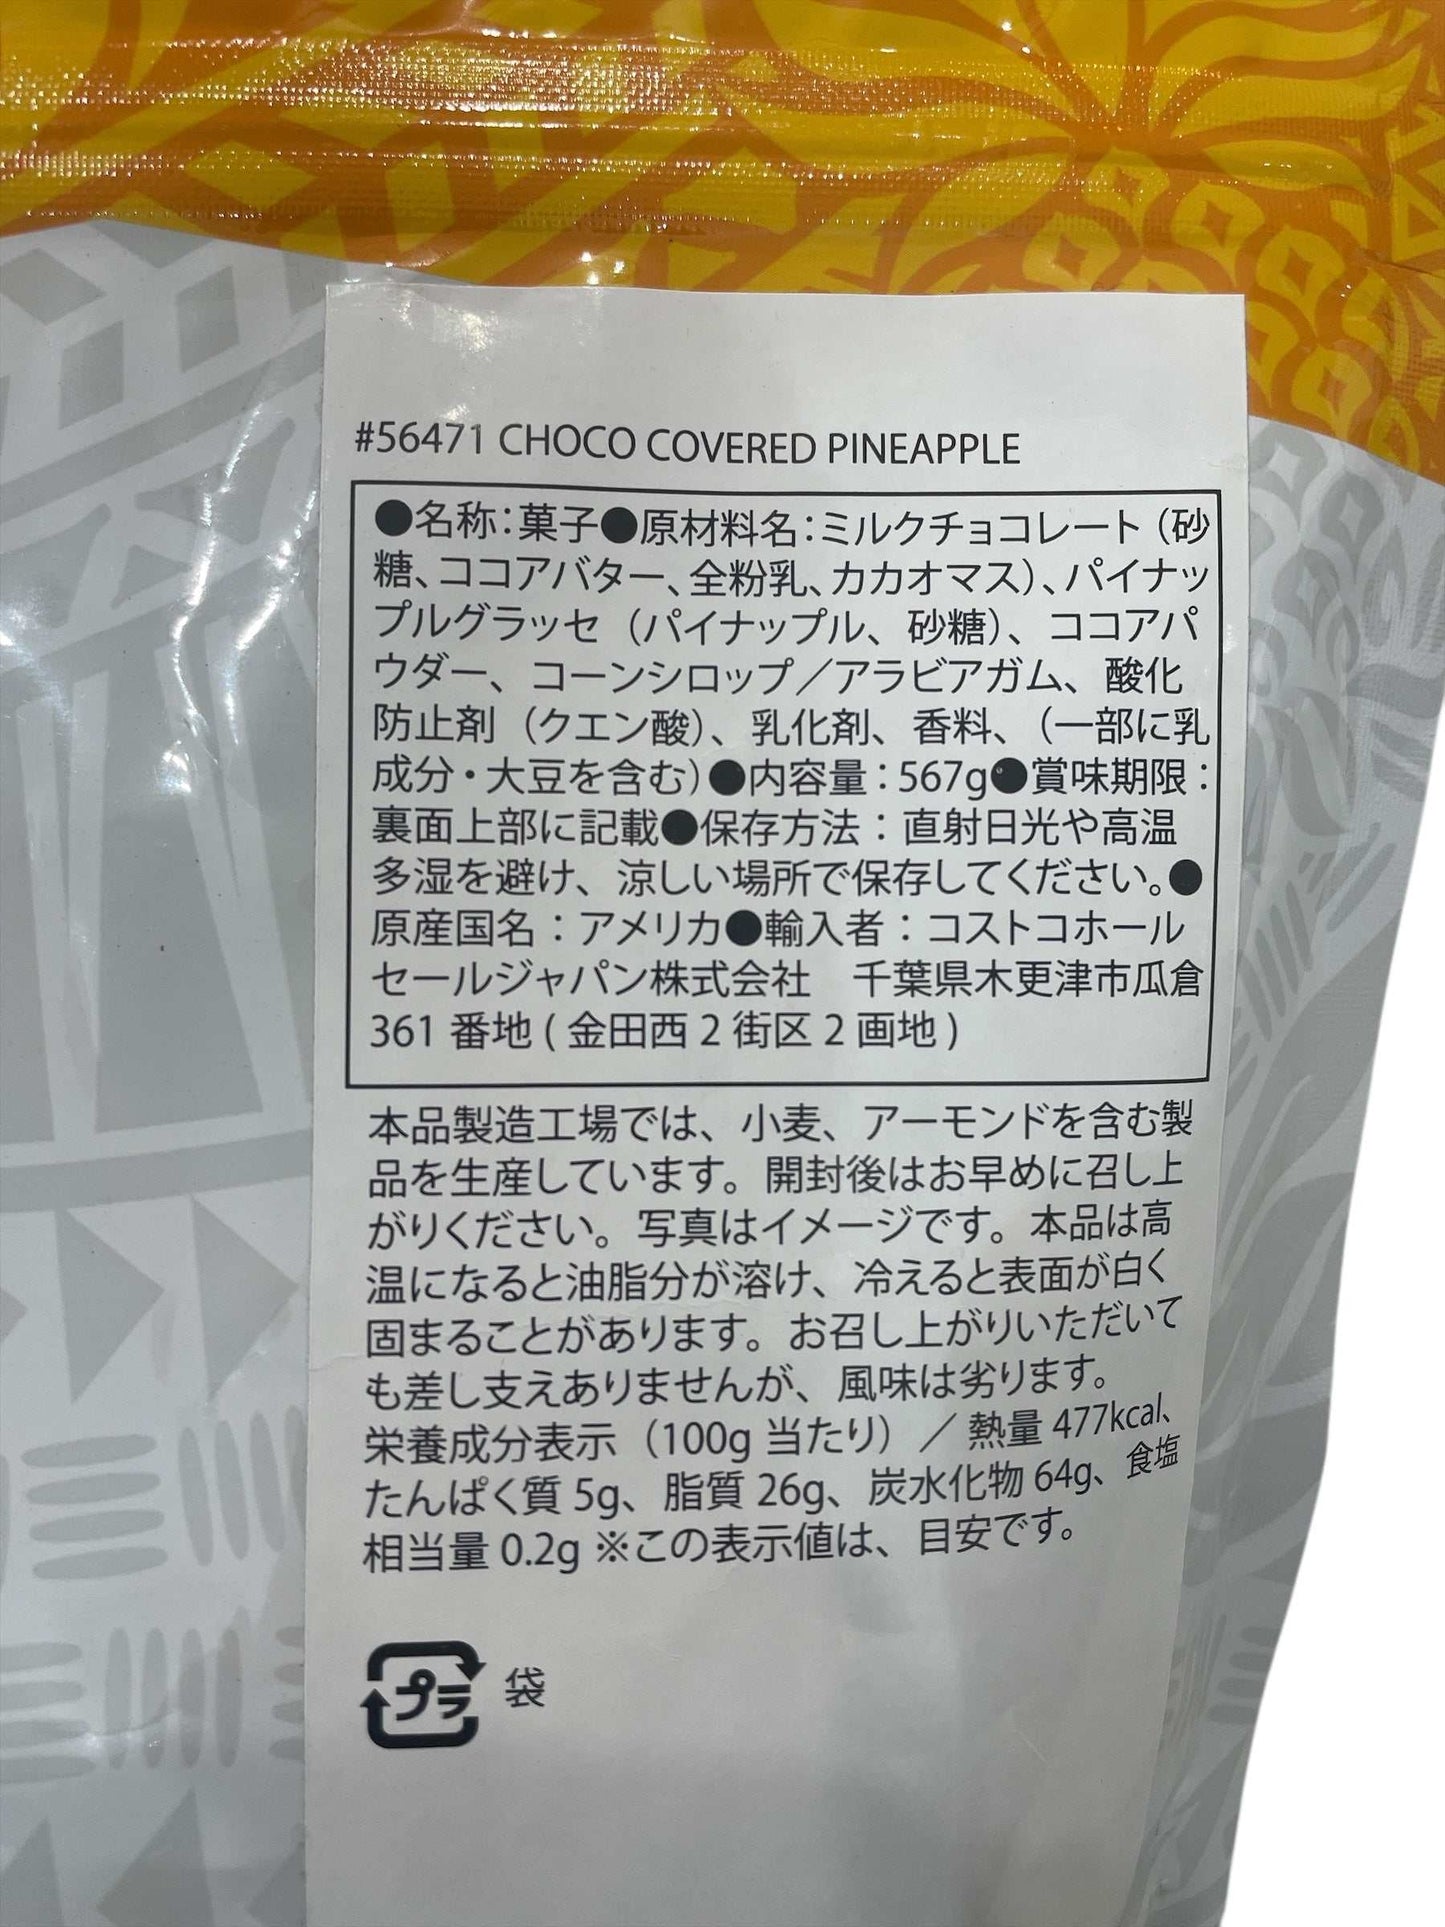 #56471 CHOCO COVERED PINEAPPLE
●名称：菓子●原材料名：ミルクチョコレート（砂
糖、ココアバター、全粉乳、カカオマス）、パイナッ
プルグラッセ（パイナップル、砂糖）、ココアパ
ウダー、コーンシロップ／アラビアガム、酸化
防止剤（クエン酸）、乳化剤、香料、（一部に乳
成分・大豆を含む）●内容量：567g●賞味期限：
裏面上部に記載●保存方法：直射日光や高温
多湿を避け、涼しい場所で保存してください。●
原産国名：アメリカ●輸入者：コストコホール
セールジャパン株式会社　千葉県木更津市瓜倉
361 番地 ( 金田西 2 街区 2 画地 )
本品製造工場では、小麦、アーモンドを含む製
品を生産しています。開封後はお早めに召し上
がりください。写真はイメージです。本品は高
温になると油脂分が溶け、冷えると表面が白く
固まることがあります。お召し上がりいただいて
も差し支えありませんが、風味は劣ります。
栄養成分表示（100g 当たり）／熱量 477kcal、
たんぱく質 5g、脂質 26g、炭水化物 64g、食塩
相当量 0.2g ※この表示値は、目安です。
プラ 袋